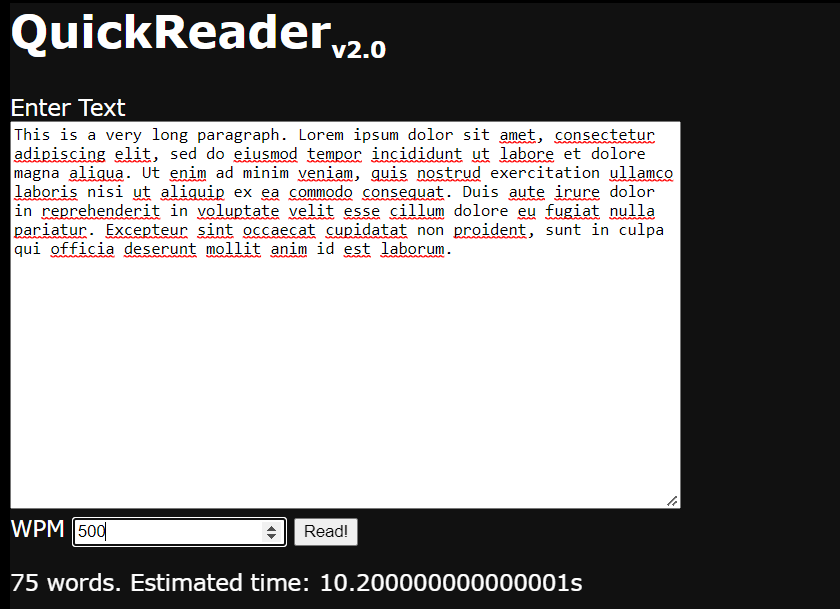 QuickReader v2.0
Enter Text
This is a very long paragraph. Lorem ipsum dolor sit amet, consectetur
adipiscing elit, sed do eiusmod tempor incididunt ut labore et dolore
magna aliqua. Ut enim ad minim veniam, quis nostrud exercitation ullamco
laboris nisi ut aliquip ex ea commodo consequat. Duis aute irure dolor
in reprehenderit in voluptate velit esse cillum dolore eu fugiat nulla
pariatur. Excepteur sint occaecat cupidatat non proident, sunt in culpa
qui officia deserunt mollit anim id est laborum.
WPM 500 Read!
75 words. Estimated time: 10.200000000000001s